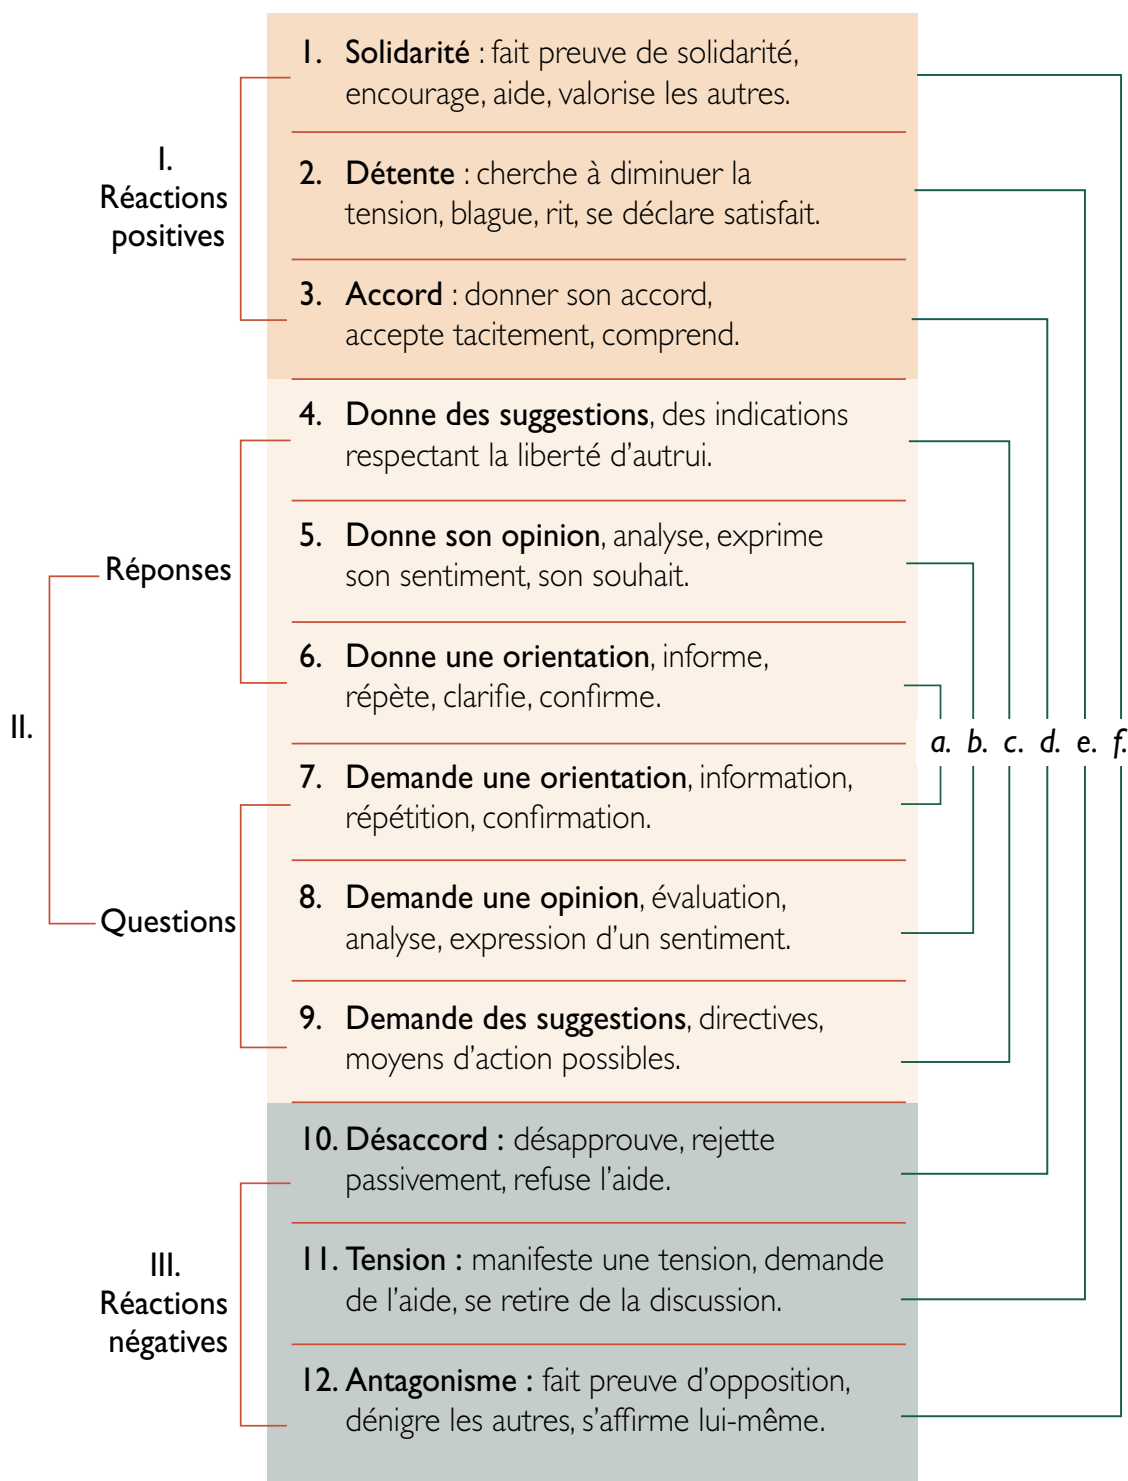 1. Solidarité : fait preuve de solidarité,
encourage, aide, valorise les autres.
I.
Réactions
positives
2. Détente : cherche à diminuer la
tension, blague, rit, se déclare satisfait.
3. Accord : donner son accord,
accepte tacitement, comprend.
4. Donne des suggestions, des indications
respectant la liberté d’autrui.
Réponses
5. Donne son opinion, analyse, exprime
son sentiment, son souhait.
6. Donne une orientation, informe,
répète, clarifie, confirme.
II.
a. b. c. d. e. f.
7. Demande une orientation, information,
répétition, confirmation.
Questions
8. Demande une opinion, évaluation,
analyse, expression d’un sentiment.
9. Demande des suggestions, directives,
moyens d’action possibles.
10. Désaccord : désapprouve, rejette
passivement, refuse l’aide.
III.
Réactions
négatives
11. Tension : manifeste une tension, demande
de l’aide, se retire de la discussion.
12. Antagonisme : fait preuve d’opposition,
dénigre les autres, s’affirme lui-même.